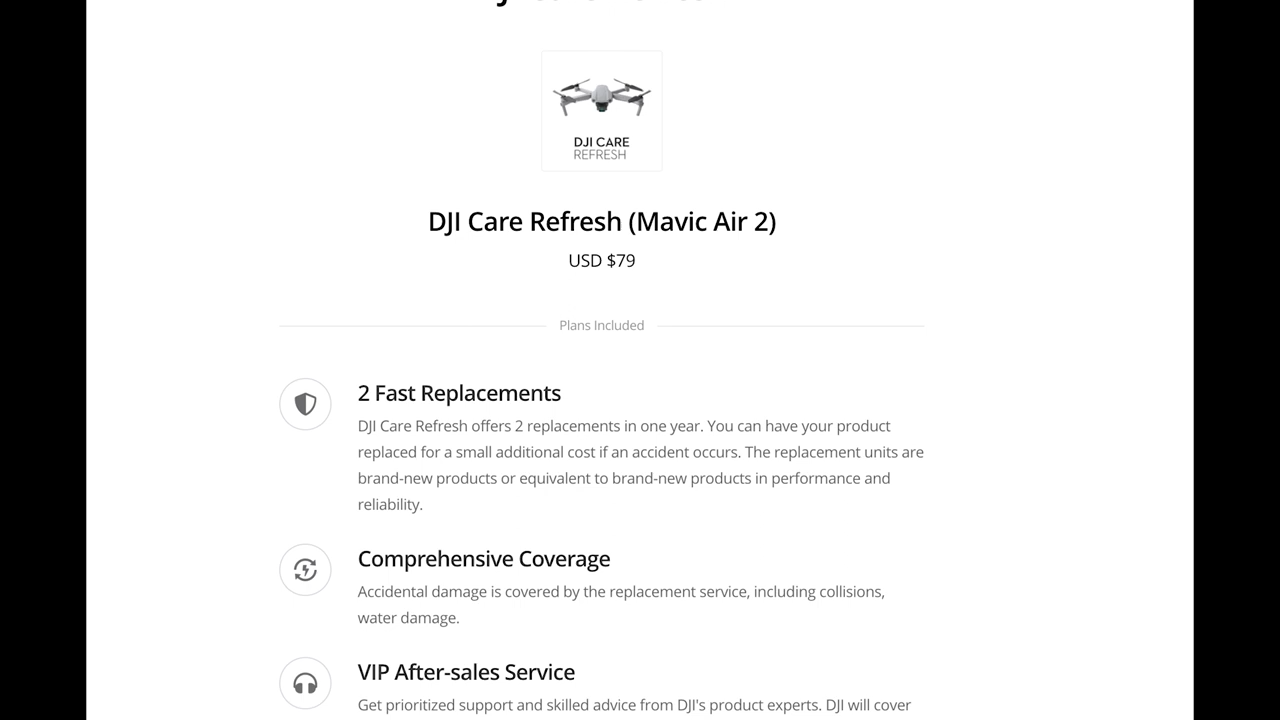 DJI CARE
REFRESH
DJI Care Refresh (Mavic Air 2)
USD $79
Plans Included
2 Fast Replacements
DJI Care Refresh offers 2 replacements in one year. You can have your product
replaced for a small additional cost if an accident occurs. The replacement units are
brand-new products or equivalent to brand-new products in performance and
reliability.
Comprehensive Coverage
Accidental damage is covered by the replacement service, including collisions,
water damage.
VIP After-sales Service
Get prioritized support and skilled advice from DJI's product experts. DJI will cover